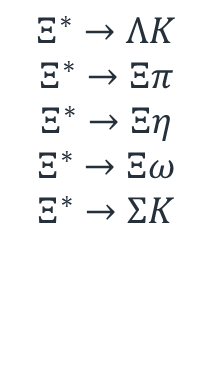 Ξ* → ΛK
Ξ* → Ξπ
Ξ* → Ξη
Ξ* → Ξω
Ξ* → ΣK